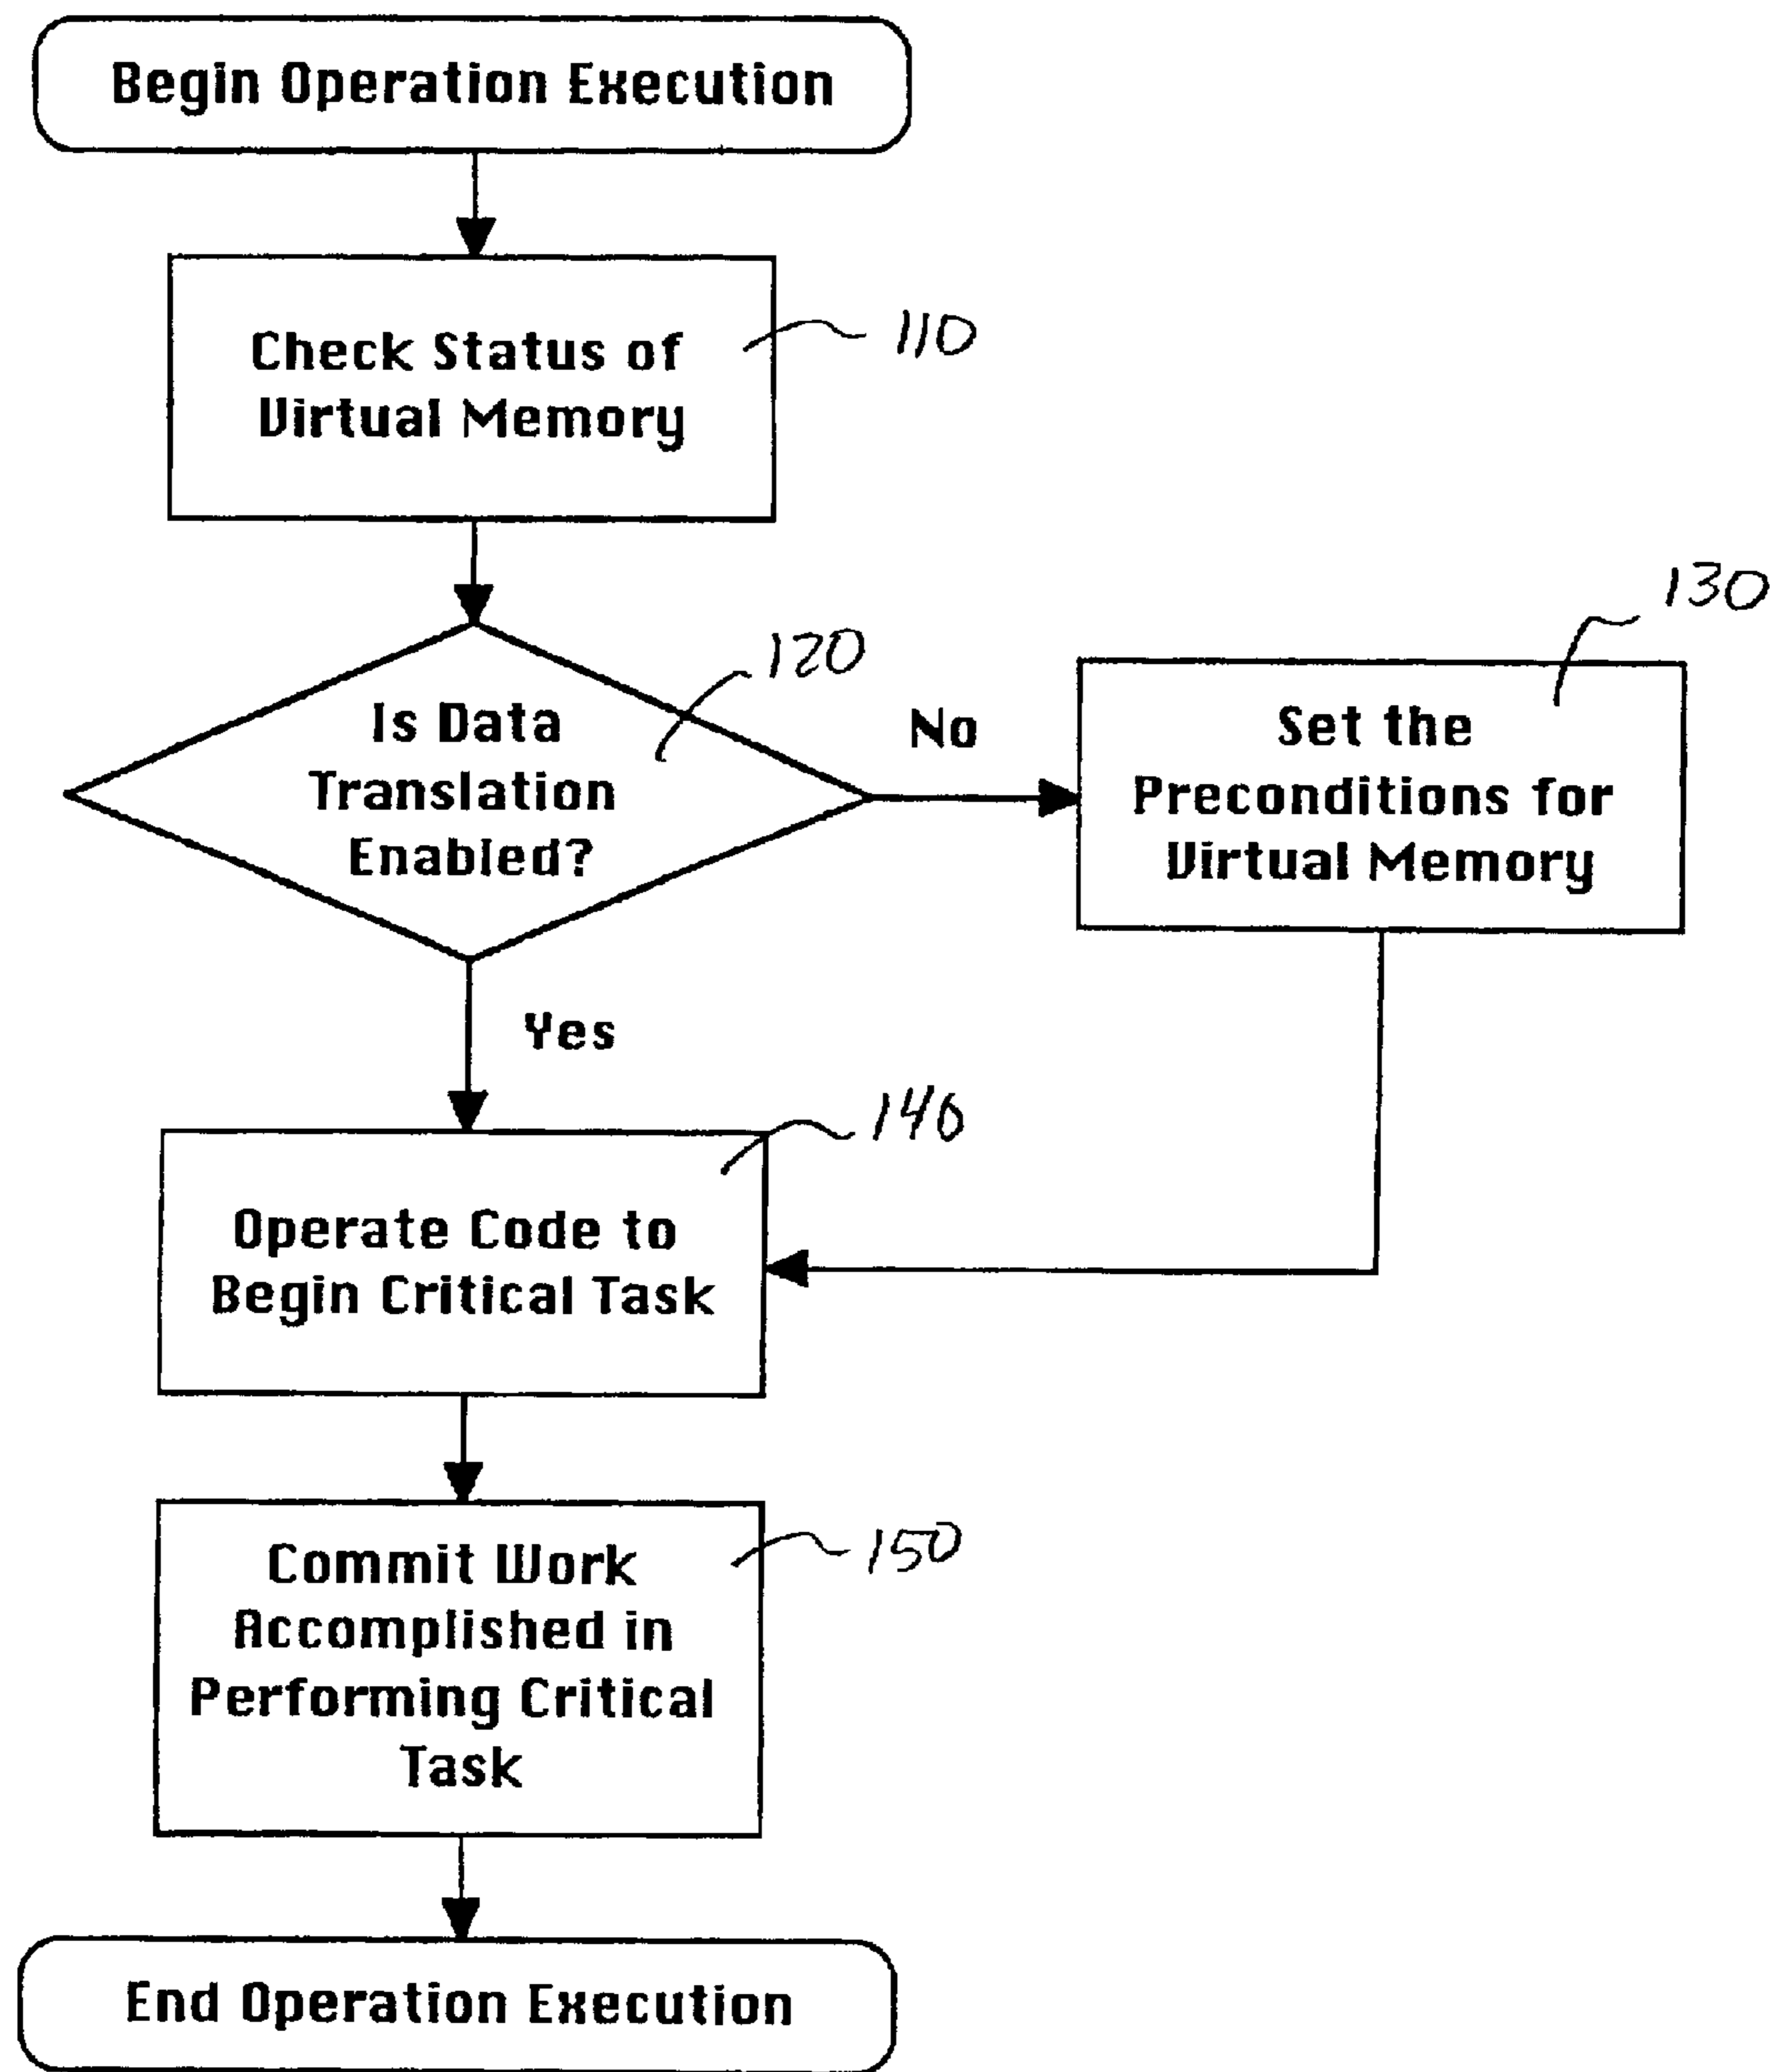 Begin Operation Execution
Check Status of
Virtual Memory
110
Is Data
Translation
Enabled?
120
No
Set the
Preconditions for
Virtual Memory
130
Yes
Operate Code to
Begin Critical Task
140
Commit Work
Accomplished in
Performing Critical
Task
150
End Operation Execution